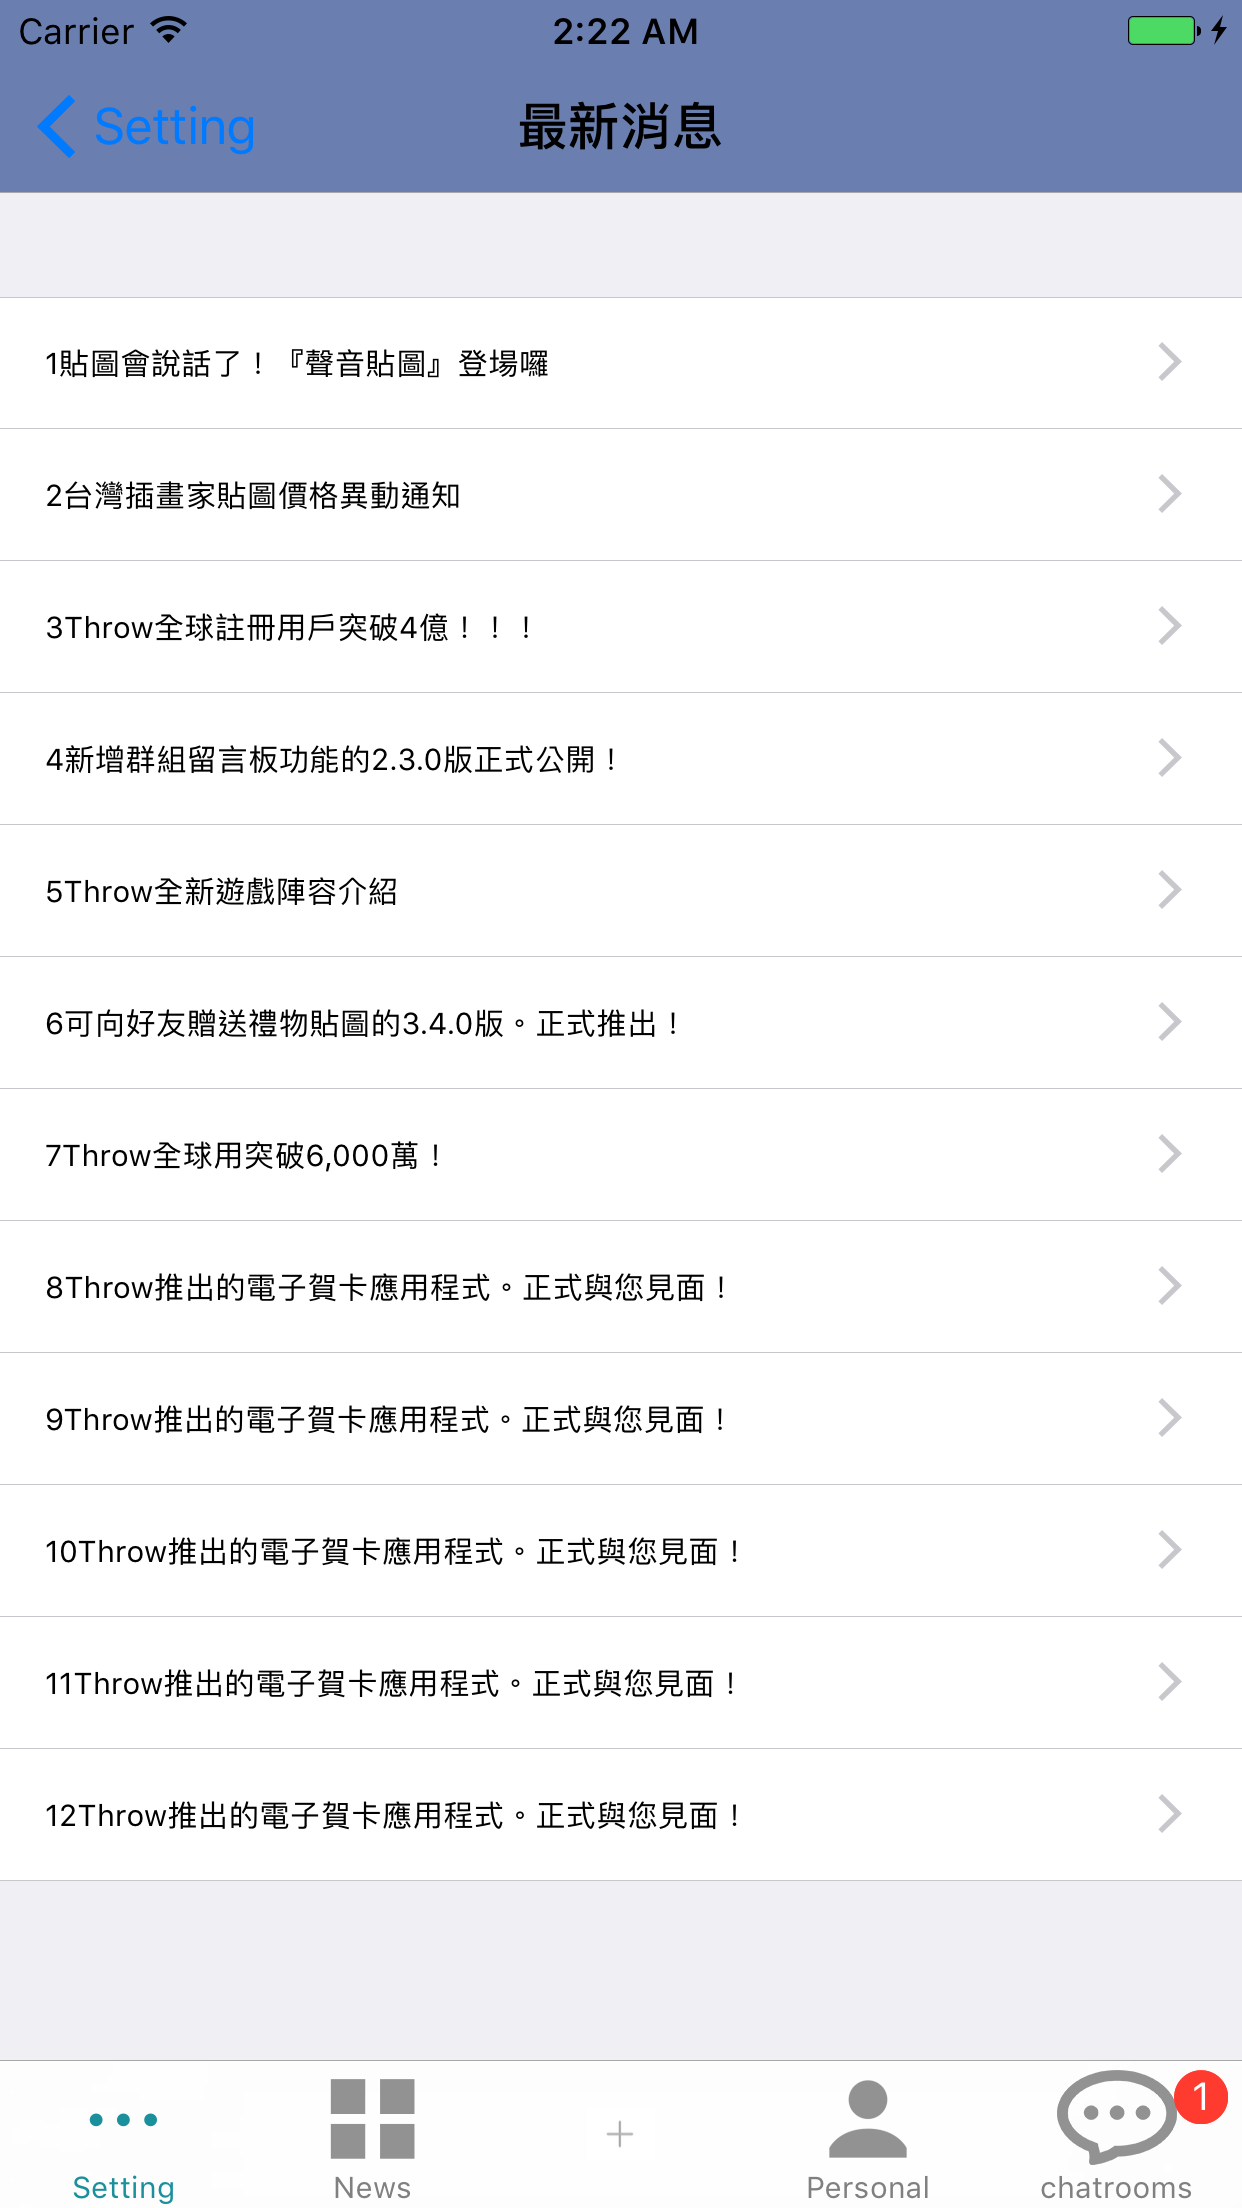 Carrier 2:22 AM
Setting 最新消息
1貼圖會說話了！『聲音貼圖』登場囉
2台灣插畫家貼圖價格異動通知
3Throw全球註冊用戶突破4億！！！
4新增群組留言板功能的2.3.0版正式公開！
5Throw全新遊戲陣容介紹
6可向好友贈送禮物貼圖的3.4.0版。正式推出！
7Throw全球用突破6,000萬！
8Throw推出的電子賀卡應用程式。正式與您見面！
9Throw推出的電子賀卡應用程式。正式與您見面！
10Throw推出的電子賀卡應用程式。正式與您見面！
11Throw推出的電子賀卡應用程式。正式與您見面！
12Throw推出的電子賀卡應用程式。正式與您見面！
1
Setting News Personal chatrooms